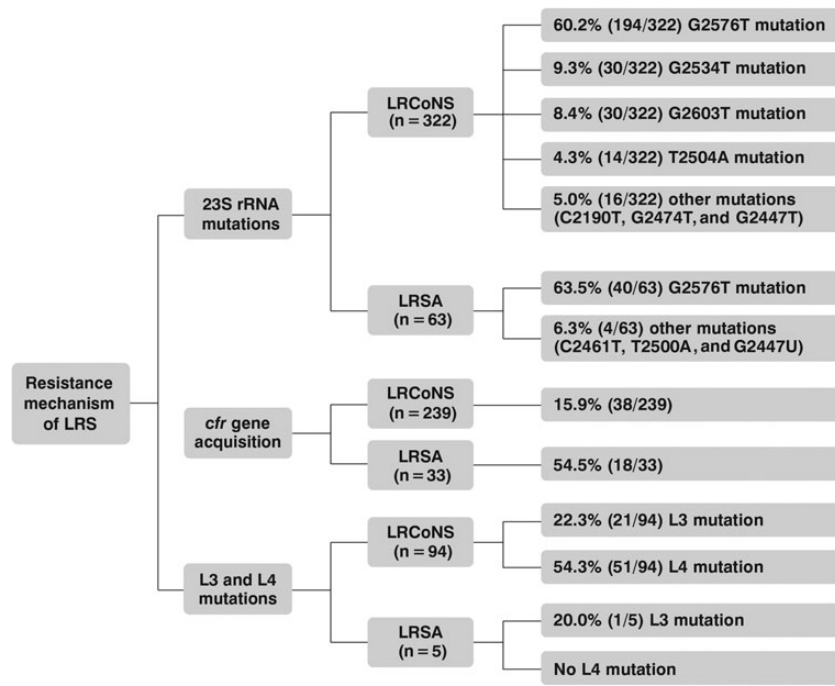 Resistance
mechanism
of LRS
23S rRNA
mutations
LRCoNS
(n = 322)
60.2% (194/322) G2576T mutation
9.3% (30/322) G2534T mutation
8.4% (30/322) G2603T mutation
4.3% (14/322) T2504A mutation
5.0% (16/322) other mutations
(C2190T, G2474T, and G2447T)
LRSA
(n = 63)
63.5% (40/63) G2576T mutation
6.3% (4/63) other mutations
(C2461T, T2500A, and G2447U)
cfr gene
acquisition
LRCoNS
(n = 239)
15.9% (38/239)
LRSA
(n = 33)
54.5% (18/33)
L3 and L4
mutations
LRCoNS
(n = 94)
22.3% (21/94) L3 mutation
54.3% (51/94) L4 mutation
LRSA
(n = 5)
20.0% (1/5) L3 mutation
No L4 mutation